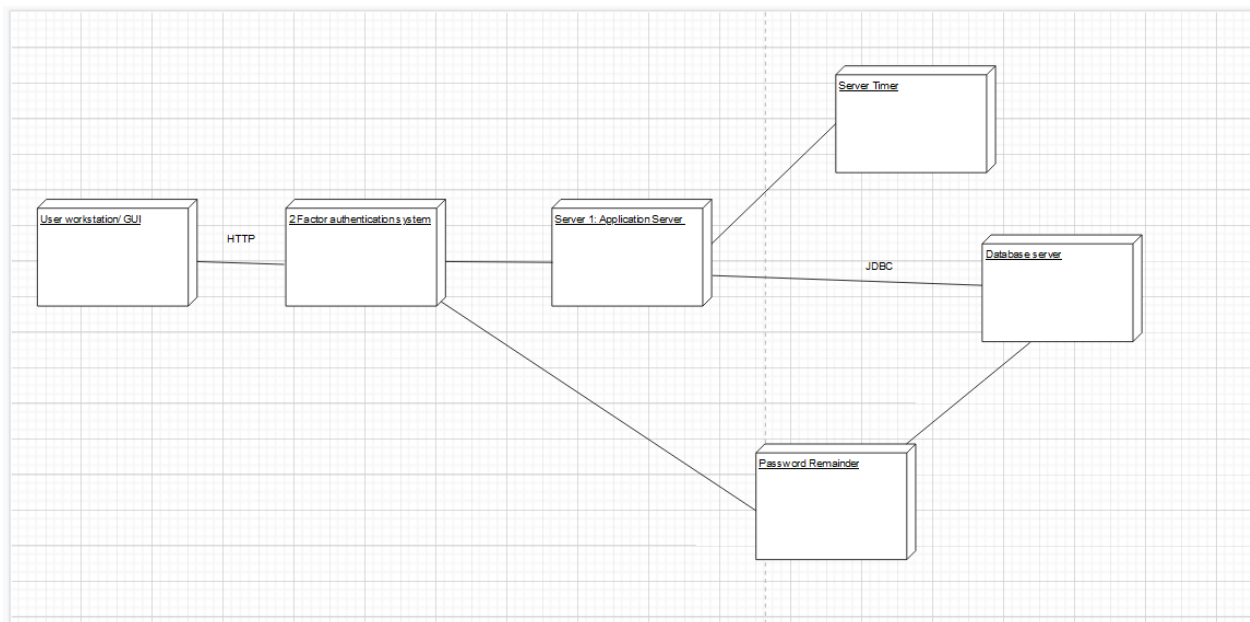 Server Timer
User workstation/ GUI
2 Factor authentication system
Server 1: Application Server
HTTP
JDBC
Database server
Password Remainder